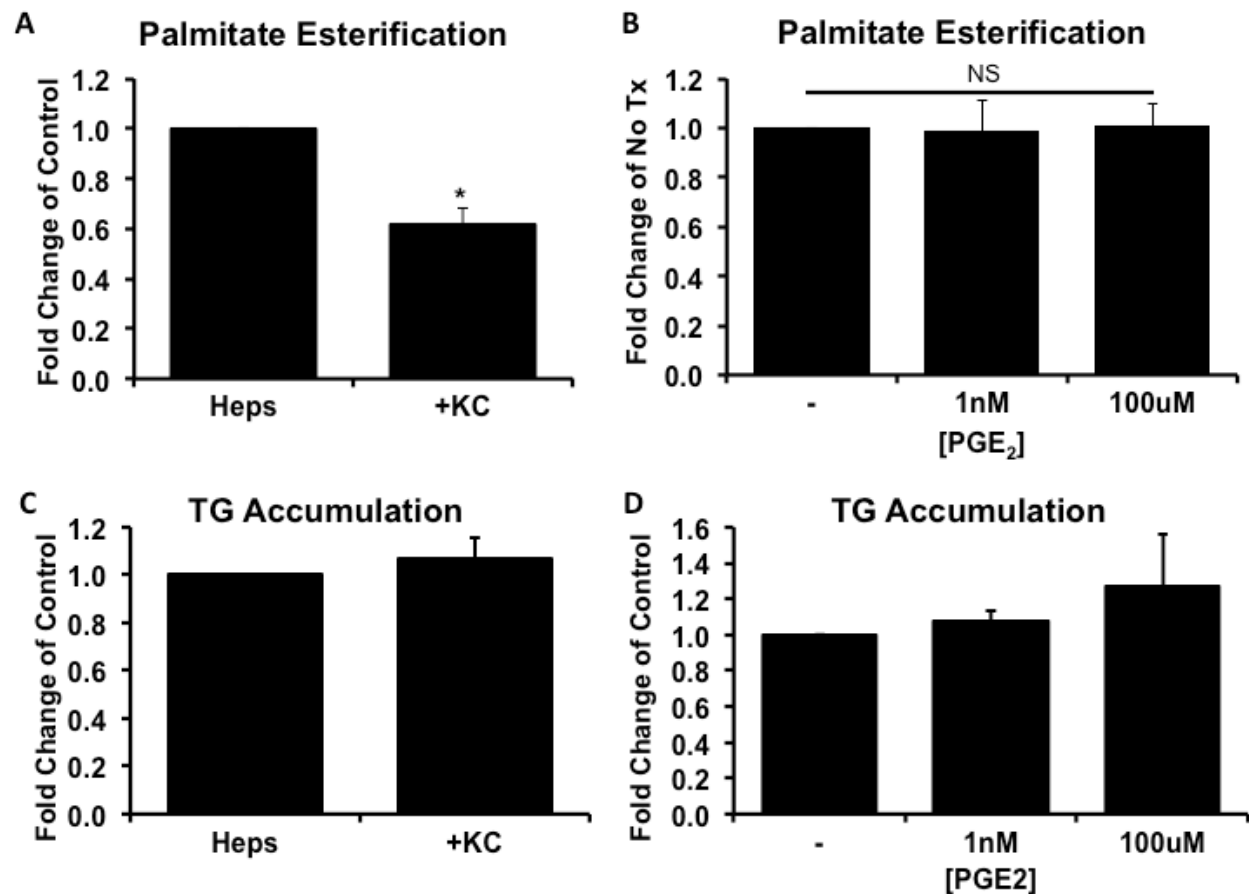 A
Palmitate Esterification
Fold Change of Control
1.2
1.0
0.8
0.6
0.4
0.2
0.0
*
Heps
+KC
B
Palmitate Esterification
Fold Change of No Tx
1.2
1.0
0.8
0.6
0.4
0.2
0.0
NS
-
1nM
100uM
[PGE₂]
C
TG Accumulation
Fold Change of Control
1.2
1.0
0.8
0.6
0.4
0.2
0.0
Heps
+KC
D
TG Accumulation
Fold Change of Control
1.6
1.4
1.2
1.0
0.8
0.6
0.4
0.2
0.0
-
1nM
100uM
[PGE2]